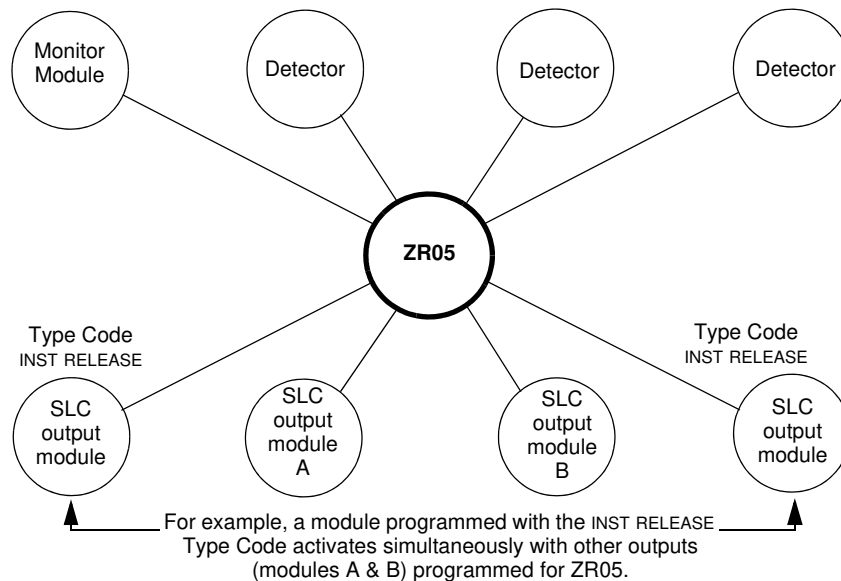 Monitor
Module
Detector
Detector
Detector
ZR05
Type Code
INST RELEASE
Type Code
INST RELEASE
SLC
output
module
SLC
output
module
A
SLC
output
module
B
SLC
output
module
For example, a module programmed with the INST RELEASE
Type Code activates simultaneously with other outputs
(modules A & B) programmed for ZR05.